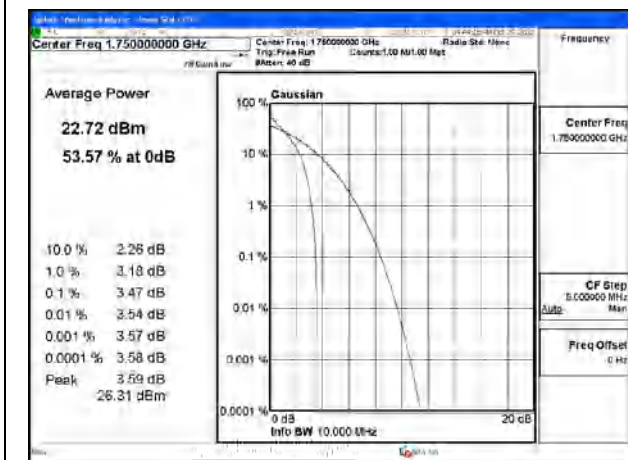 Center Freq 1.750000000 GHz
Center Freq: 1.750000000 GHz
Radio Std: None
Trig: Free Run
Counts:1.00 M/1.00 Mpt
#Atten: 40 dB
Frequency
Average Power
22.72 dBm
53.57 % at 0dB
10.0 % 2.26 dB
1.0 % 3.18 dB
0.1 % 3.47 dB
0.01 % 3.54 dB
0.001 % 3.57 dB
0.0001 % 3.58 dB
Peak 3.59 dB
26.31 dBm
Gaussian
100 %
10 %
1 %
0.1 %
0.01 %
0.001 %
0.0001 %
0 dB
20 dB
Info BW 10.000 MHz
Center Freq
1.750000000 GHz
CF Step
5.000000 MHz
Auto Man
Freq Offset
0 Hz